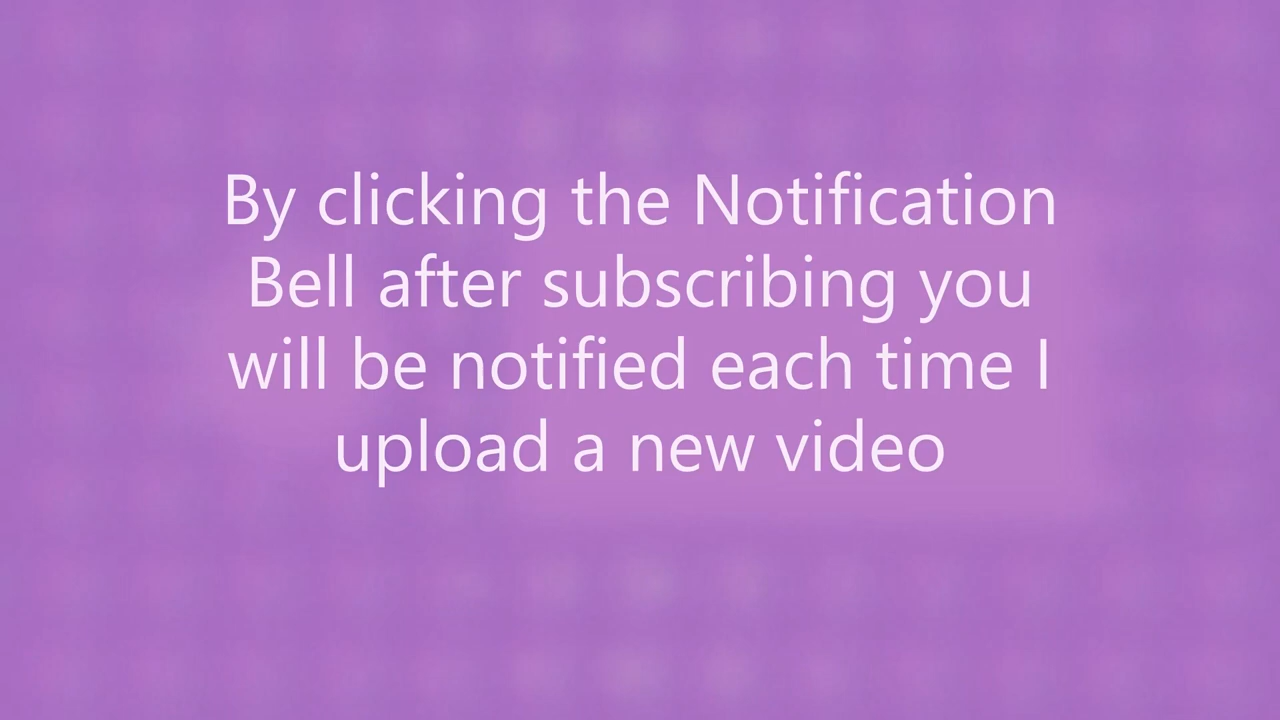 By clicking the Notification
Bell after subscribing you
will be notified each time I
upload a new video